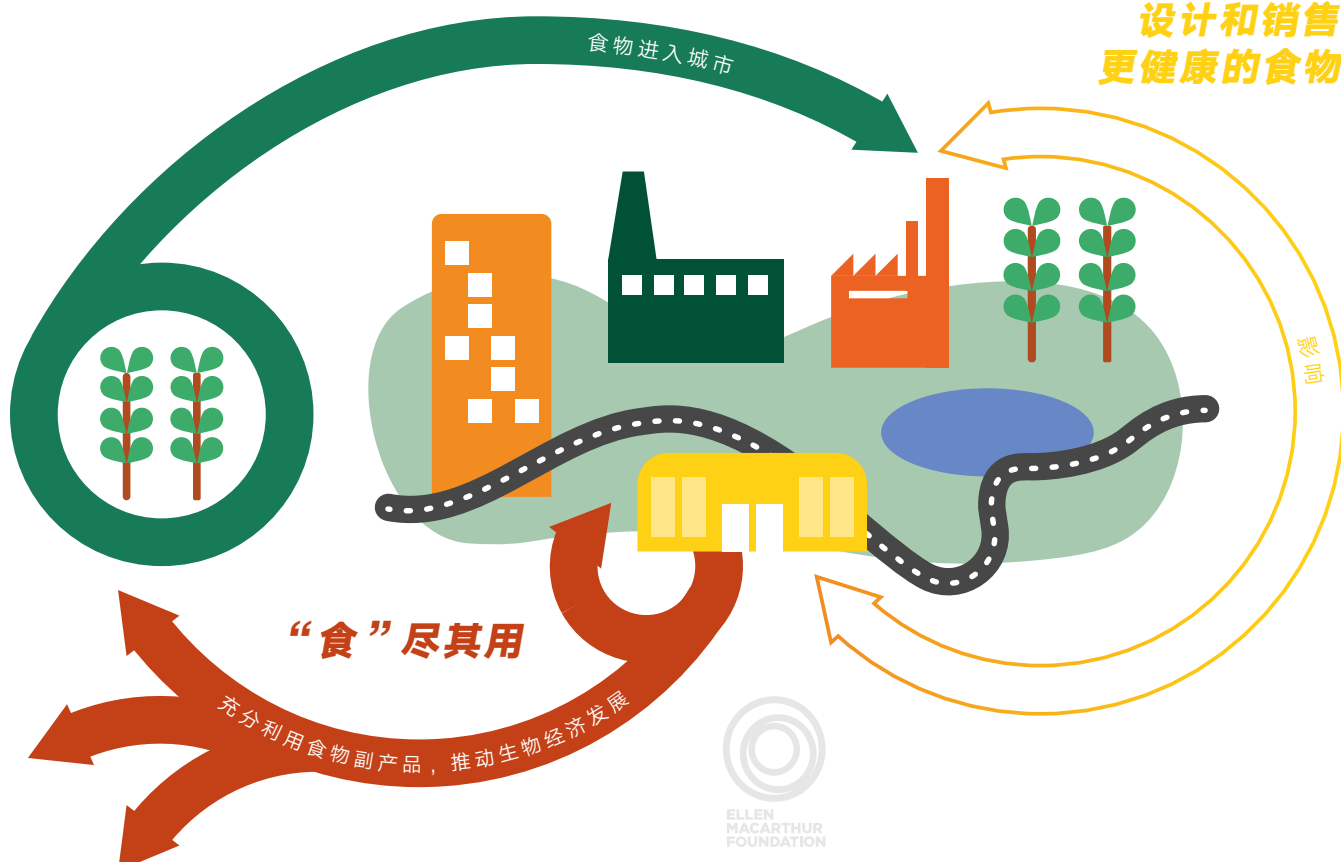 设计和销售
更健康的食物
食物进入城市
影响
“食”尽其用
充分利用食物副产品，推动生物经济发展
ELLEN
MACARTHUR
FOUNDATION